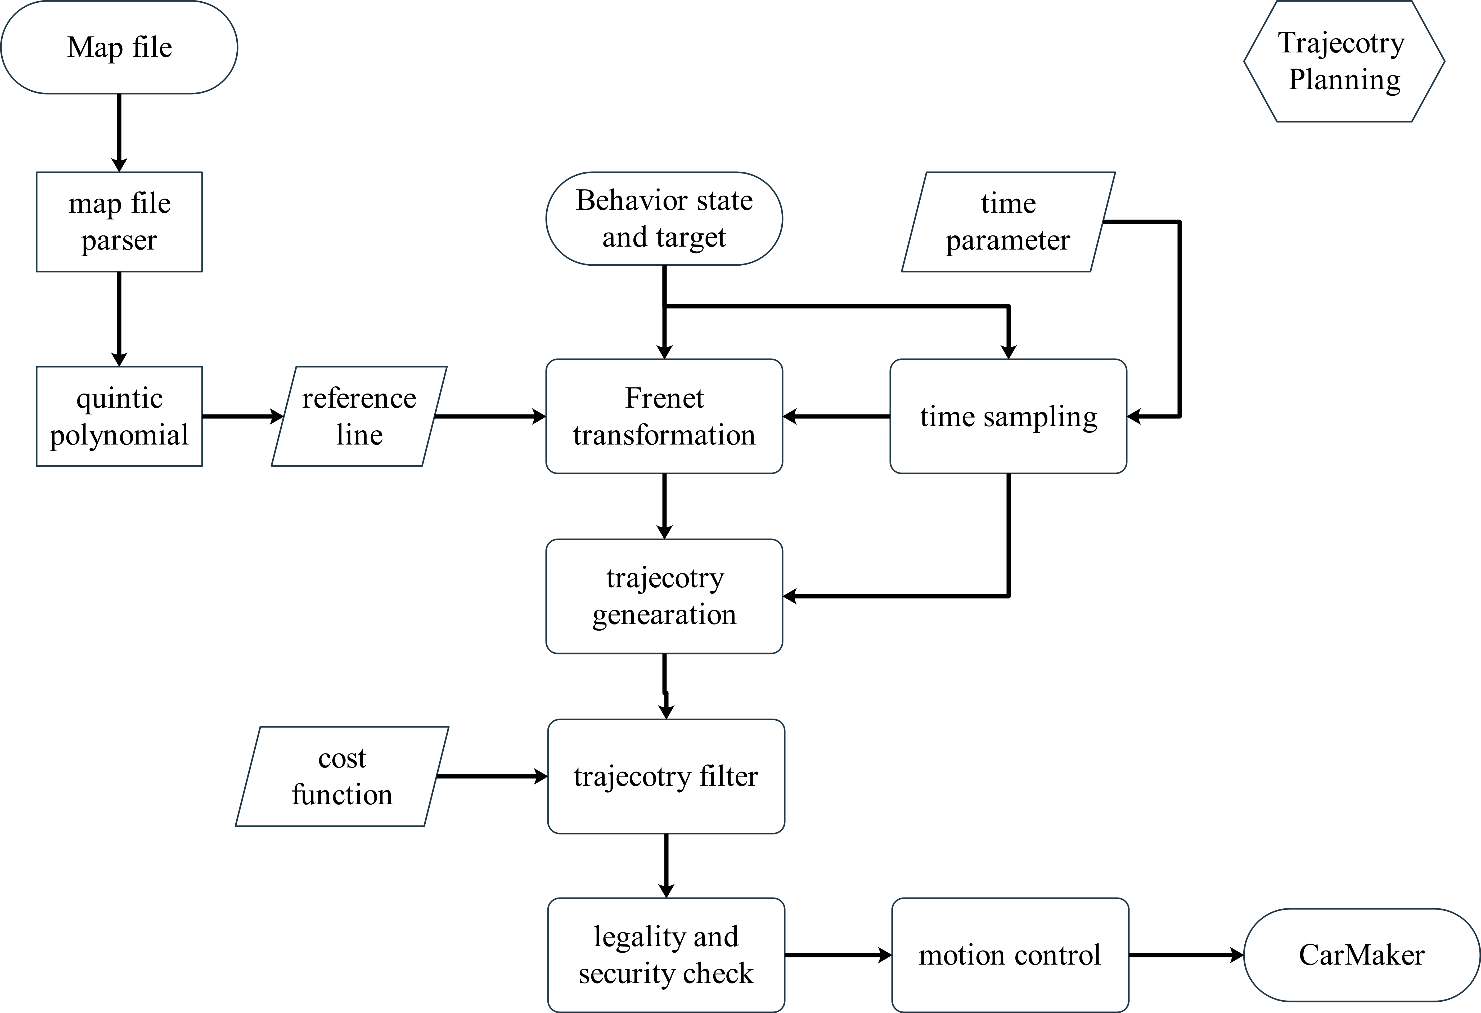 Map file
Trajecotry
Planning
map file
parser
Behavior state
and target
time
parameter
quintic
polynomial
reference
line
Frenet
transformation
time sampling
trajecotry
genearation
cost
function
trajecotry filter
legality and
security check
motion control
CarMaker